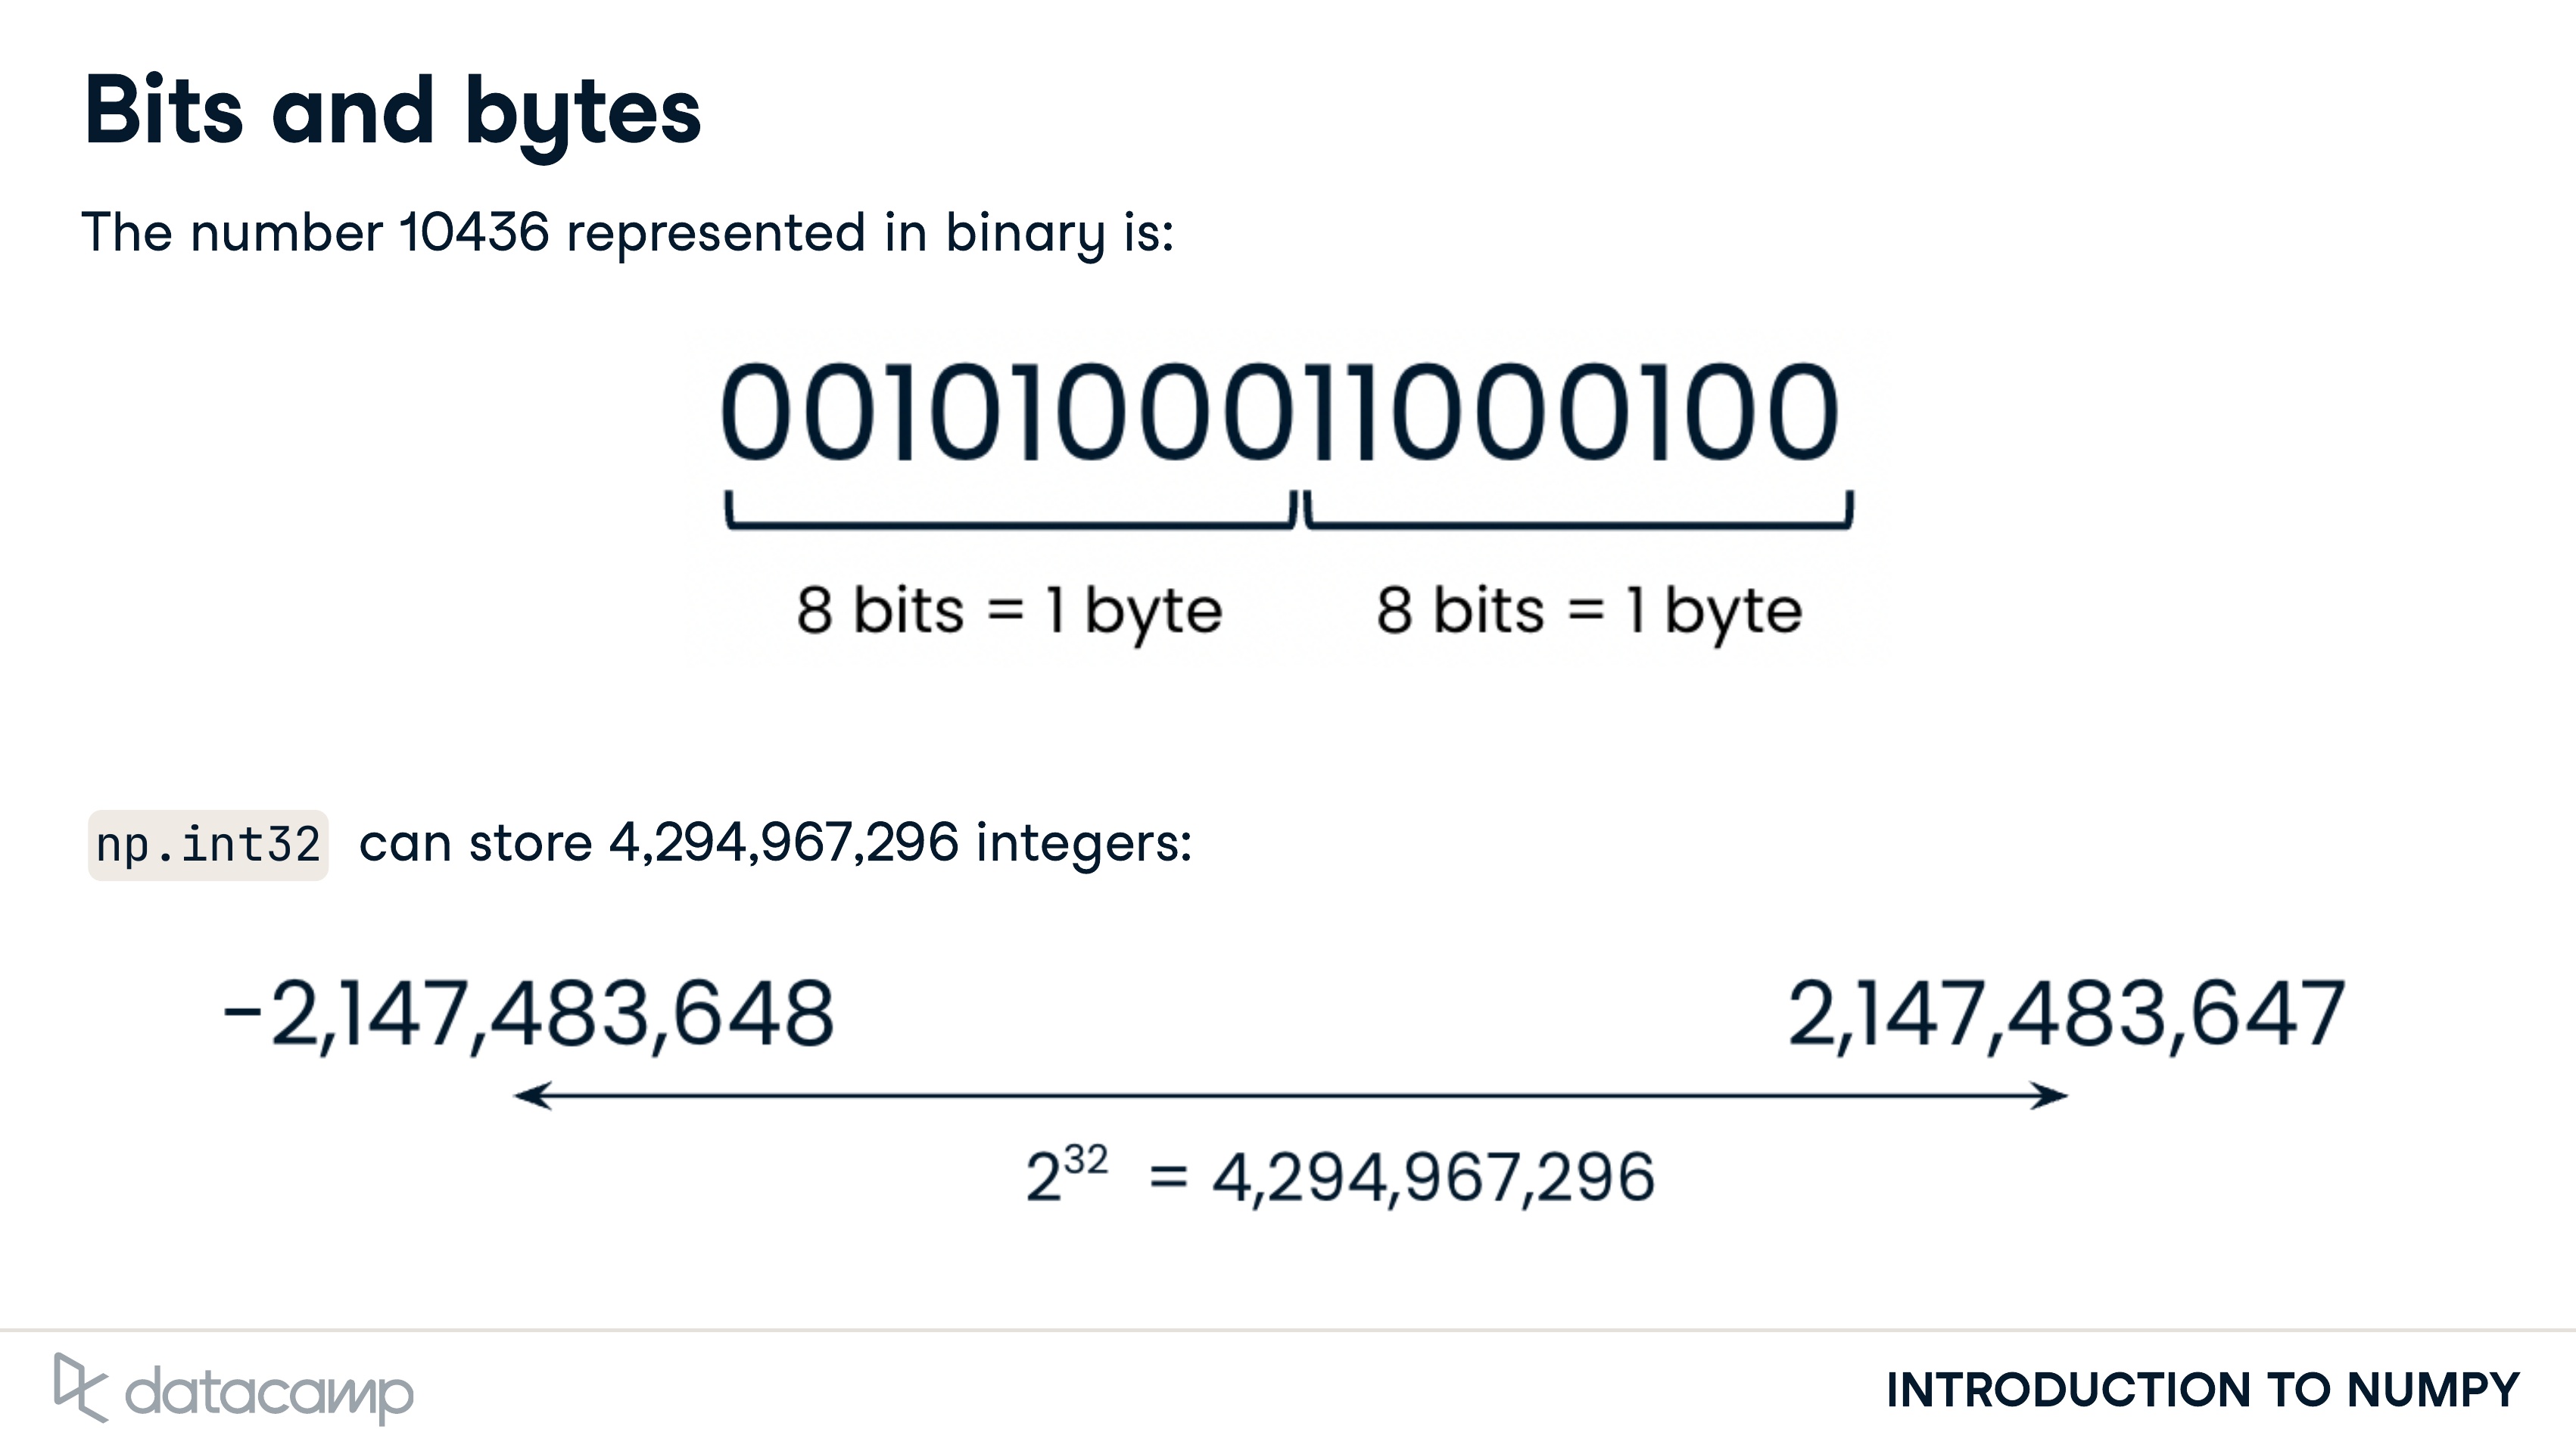 Bits and bytes
The number 10436 represented in binary is:
0010100011000100
8 bits = 1 byte 8 bits = 1 byte
np.int32 can store 4,294,967,296 integers:
-2,147,483,648 2,147,483,647
2³² = 4,294,967,296
datacamp INTRODUCTION TO NUMPY